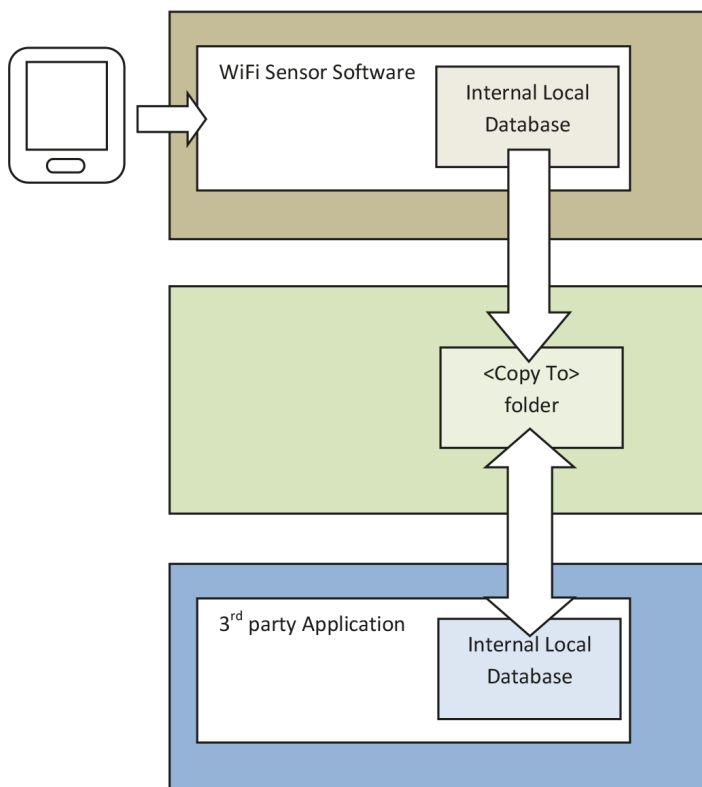 WiFi Sensor Software
Internal Local
Database
<Copy To>
folder
3rd party Application
Internal Local
Database